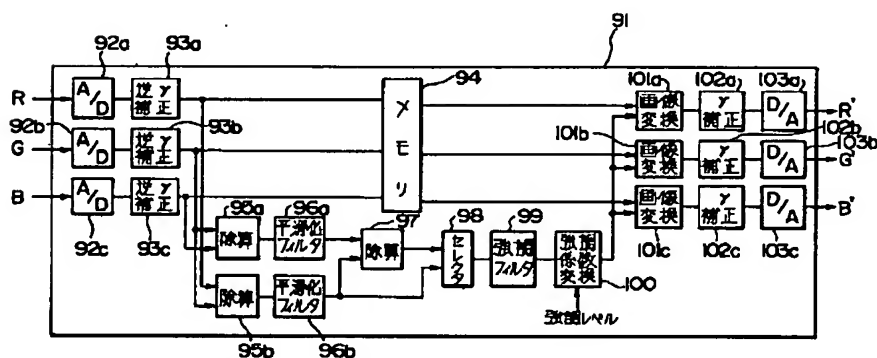 91
92a
93a
94
101a
102a
103a
R
A/D
逆γ
補正
メモリ
画像
変換
γ
補正
D/A
R'
92b
93b
101b
102b
103b
G
A/D
逆γ
補正
画像
変換
γ
補正
D/A
G'
B
A/D
逆γ
補正
画像
変換
γ
補正
D/A
B'
92c
93c
101c
102c
103c
95a
96a
97
98
99
除算
平滑化
フィルタ
除算
セレクタ
強調
フィルタ
強調
係数
変換
100
除算
平滑化
フィルタ
強調レベル
95b
96b